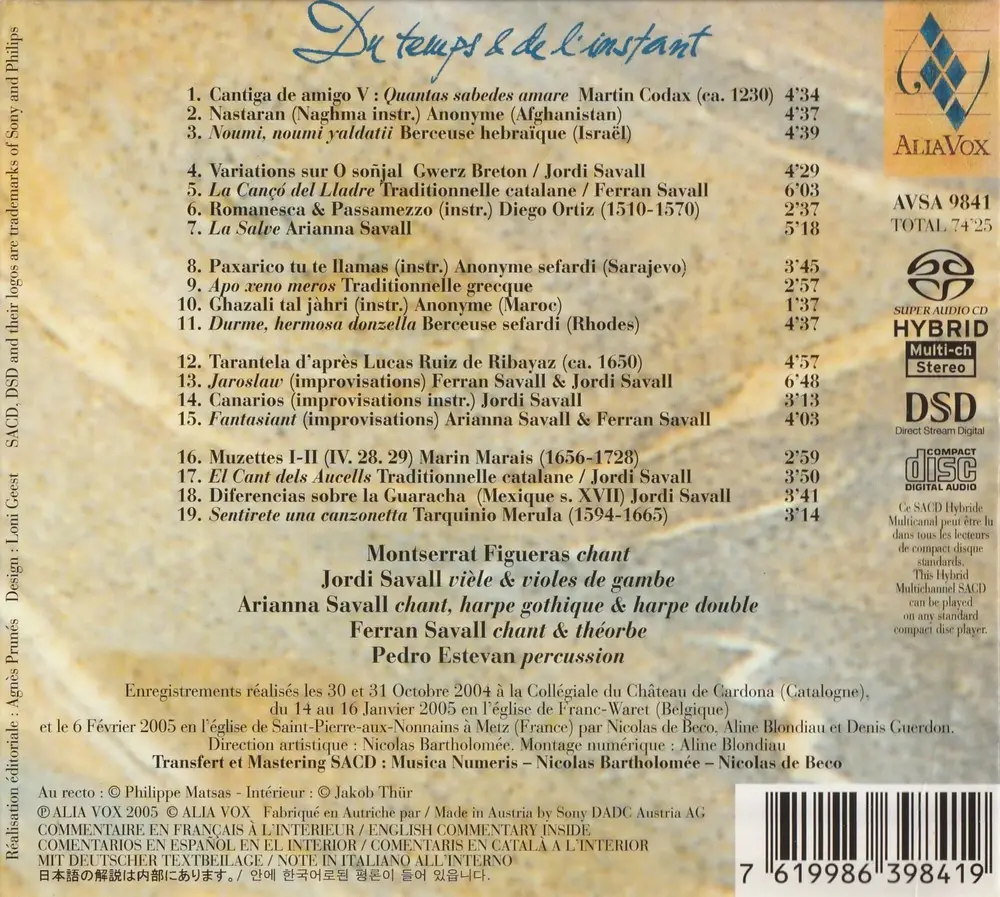 Du temps & de l'instant
1. Cantiga de amigo V : Quantas sabedes amare Martin Codax (ca. 1230) 4'34
2. Nastaran (Naghma instr.) Anonyme (Afghanistan) 4'37
3. Noumi, noumi yaldatii Berceuse hebraïque (Israël) 4'39
4. Variations sur O soñjal Gwerz Breton / Jordi Savall 4'29
5. La Cançó del Lladre Traditionnelle catalane / Ferran Savall 6'03
6. Romanesca & Passamezzo (instr.) Diego Ortiz (1510-1570) 2'37
7. La Salve Arianna Savall 5'18
8. Paxarico tu te llamas (instr.) Anonyme sefardi (Sarajevo) 3'45
9. Apo xeno meros Traditionnelle grecque 2'57
10. Ghazali tal jàhri (instr.) Anonyme (Maroc) 1'37
11. Durme, hermosa donzella Berceuse sefardi (Rhodes) 4'37
12. Tarantela d'après Lucas Ruiz de Ribayaz (ca. 1650) 4'57
13. Jaroslaw (improvisations) Ferran Savall & Jordi Savall 6'48
14. Canarios (improvisations instr.) Jordi Savall 3'13
15. Fantasiant (improvisations) Arianna Savall & Ferran Savall 4'03
16. Muzettes I-II (IV. 28. 29) Marin Marais (1656-1728) 2'59
17. El Cant dels Aucells Traditionnelle catalane / Jordi Savall 3'50
18. Diferencias sobre la Guaracha (Mexique s. XVII) Jordi Savall 3'41
19. Sentirete una canzonetta Tarquinio Merula (1594-1665) 3'14
Montserrat Figueras chant
Jordi Savall vièle & violes de gambe
Arianna Savall chant, harpe gothique & harpe double
Ferran Savall chant & théorbe
Pedro Estevan percussion
Enregistrements réalisés les 30 et 31 Octobre 2004 à la Collégiale du Château de Cardona (Catalogne),
du 14 au 16 Janvier 2005 en l'église de Franc-Waret (Belgique)
et le 6 Février 2005 en l'église de Saint-Pierre-aux-Nonnains à Metz (France) par Nicolas de Beco, Aline Blondiau et Denis Guerdon.
Direction artistique : Nicolas Bartholomée. Montage numérique : Aline Blondiau
Transfert et Mastering SACD : Musica Numeris – Nicolas Bartholomée – Nicolas de Beco
Au recto : © Philippe Matsas - Intérieur : © Jakob Thür
℗ ALIA VOX 2005 © ALIA VOX Fabriqué en Autriche par / Made in Austria by Sony DADC Austria AG
COMMENTAIRE EN FRANÇAIS À L'INTÉRIEUR / ENGLISH COMMENTARY INSIDE
COMENTARIOS EN ESPAÑOL EN EL INTERIOR / COMENTARIS EN CATALÀ A L'INTERIOR
MIT DEUTSCHER TEXTBEILAGE / NOTE IN ITALIANO ALL'INTERNO
日本語の解説は内部にあります。/ 안에 한국어로된 평론이 들어 있습니다.
ALIAVOX
AVSA 9841
TOTAL 74'25
SUPER AUDIO CD
HYBRID
Multi-ch
Stereo
DSD
Direct Stream Digital
COMPACT
disc
DIGITAL AUDIO
Ce SACD Hybride
Multicanal peut être lu
dans tous les lecteurs
de compact disque
standards.
This Hybrid
Multichannel SACD
can be played
on any standard
compact disc player.
7 619986 398419
Réalisation éditoriale : Agnès Prunés Design : Loni Geest SACD, DSD and their logos are trademarks of Sony and Philips